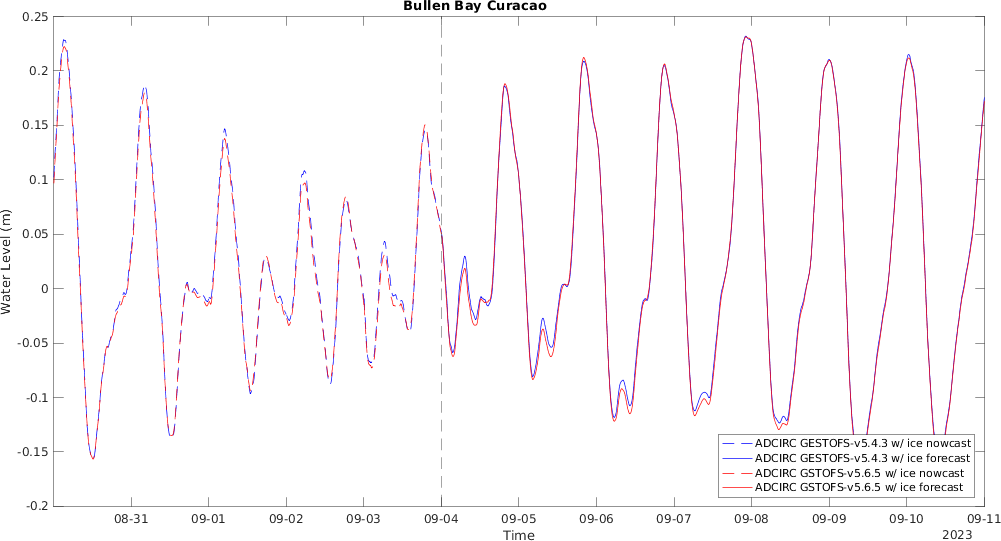 Bullen Bay Curacao
Water Level (m)
0.25
0.2
0.15
0.1
0.05
0
-0.05
-0.1
-0.15
-0.2
ADCIRC GESTOFS-v5.4.3 w/ ice nowcast
ADCIRC GESTOFS-v5.4.3 w/ ice forecast
ADCIRC GSTOFS-v5.6.5 w/ ice nowcast
ADCIRC GSTOFS-v5.6.5 w/ ice forecast
08-31 09-01 09-02 09-03 09-04 09-05 09-06 09-07 09-08 09-09 09-10 09-11
Time
2023